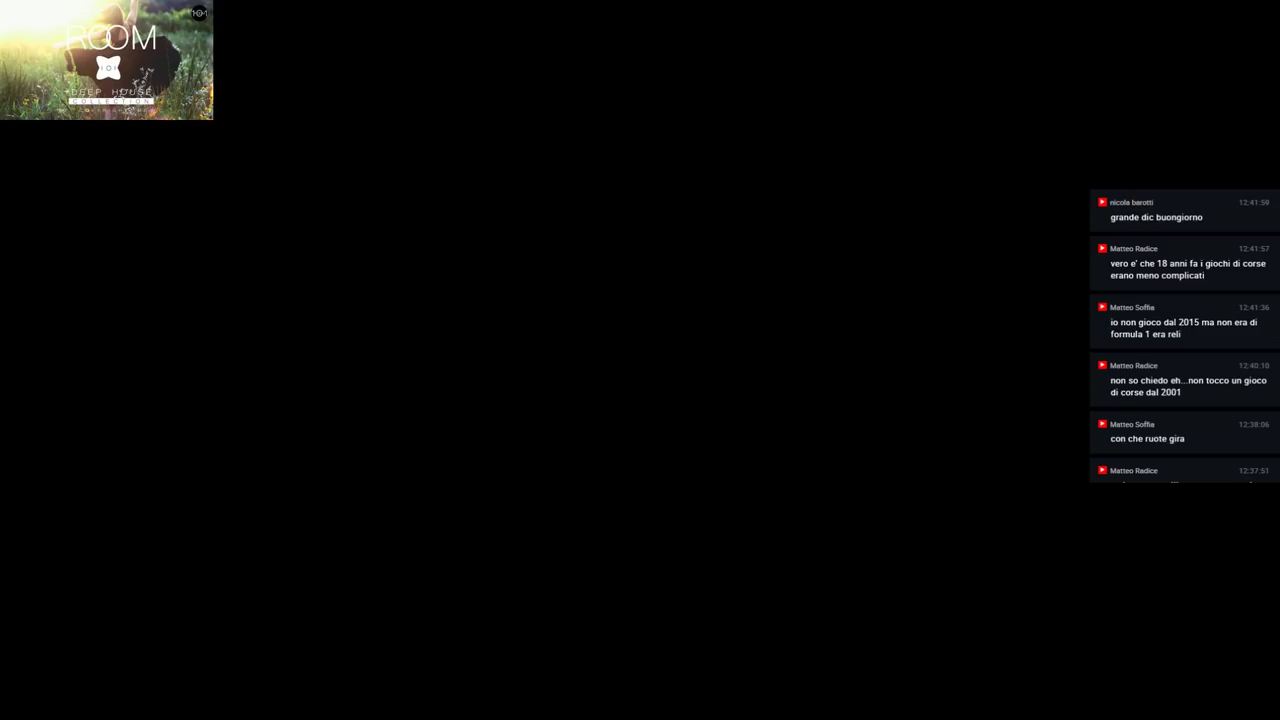 ROOM
DEEP HOUSE
COLLECTION
nicola barotti 12:41:59
grande dic buongiorno
Matteo Radice 12:41:57
vero e' che 18 anni fa i giochi di corse
erano meno complicati
Matteo Soffia 12:41:36
io non gioco dal 2015 ma non era di
formula 1 era reli
Matteo Radice 12:40:10
non so chiedo eh...non tocco un gioco
di corse dal 2001
Matteo Soffia 12:38:06
con che ruote gira
Matteo Radice 12:37:51